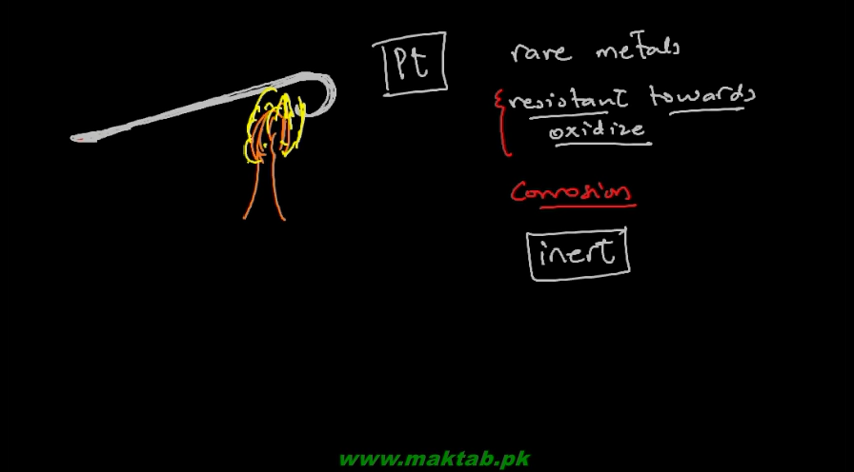 Pt
rare metals
resistant towards
oxidize
Corrosion
inert
www.maktab.pk